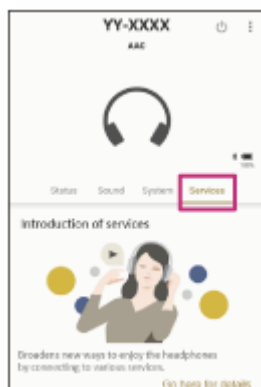 YY-XXXX
AAC
100%
Status Sound System Services
Introduction of services
Broadens new ways to enjoy the headphones
by connecting to various services.
Go here for details